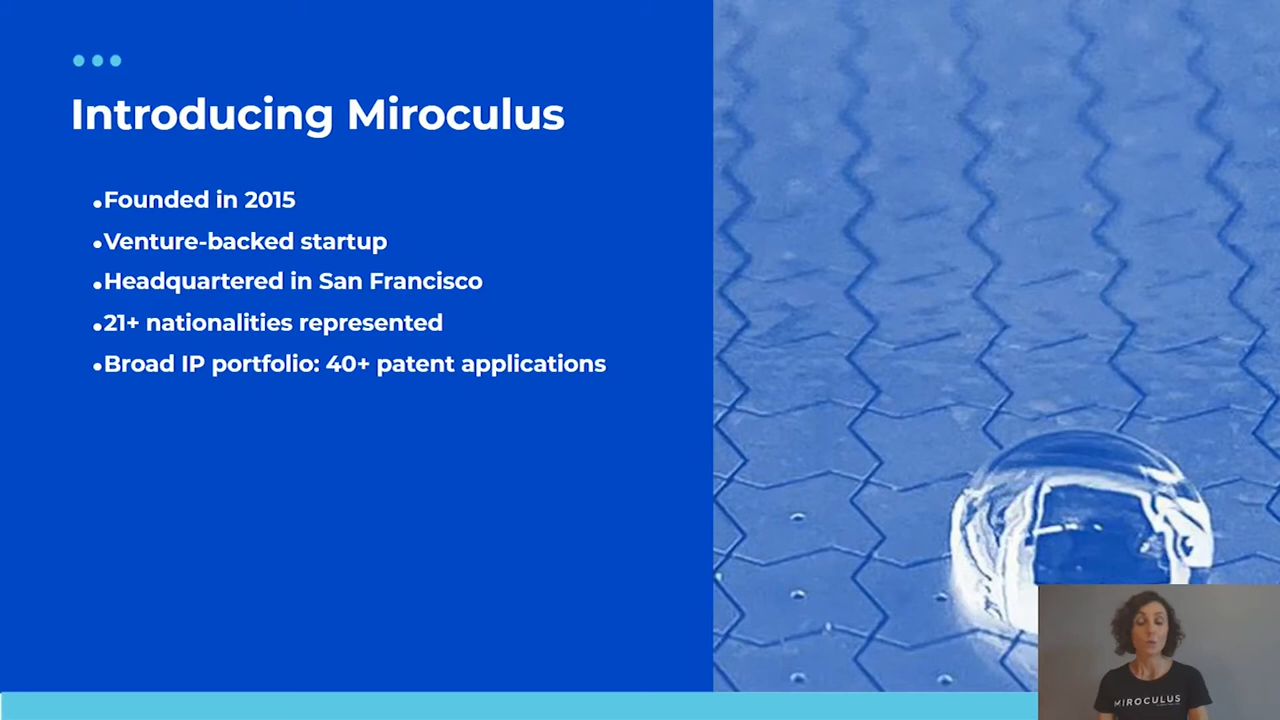 Introducing Miroculus
•Founded in 2015
•Venture-backed startup
•Headquartered in San Francisco
•21+ nationalities represented
•Broad IP portfolio: 40+ patent applications
MIROCULUS